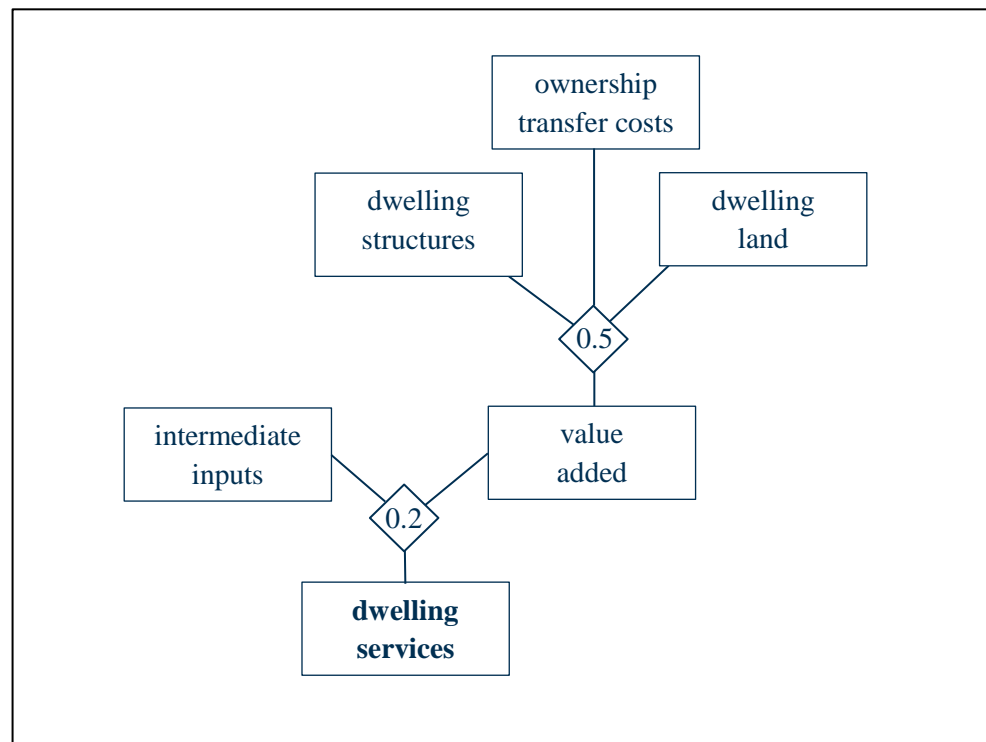 ownership
transfer costs
dwelling
structures
dwelling
land
0.5
intermediate
inputs
value
added
0.2
dwelling
services